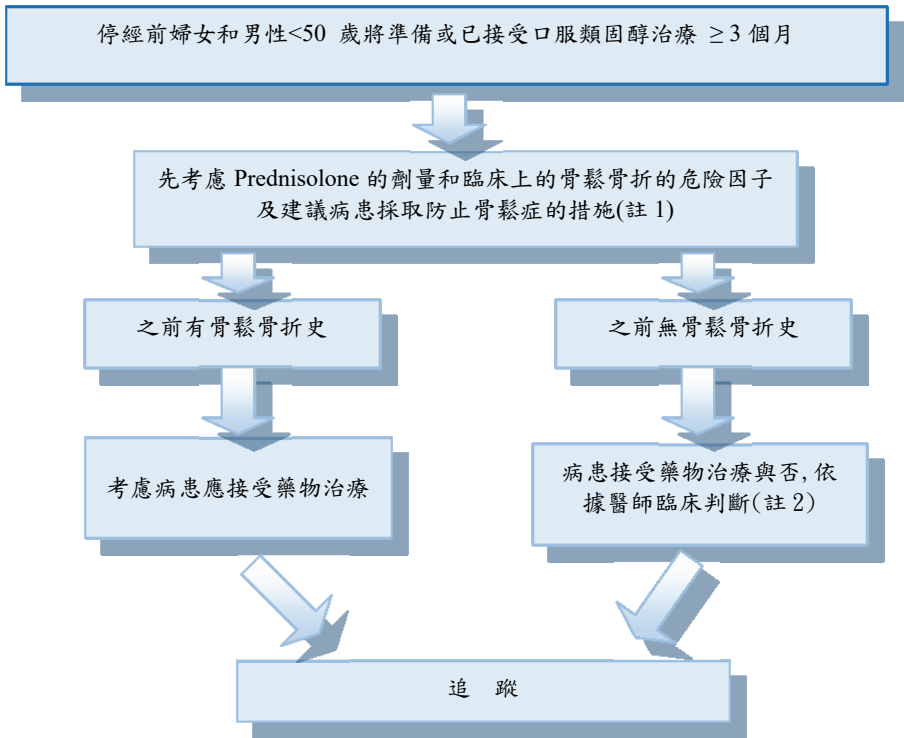 停經前婦女和男性<50 歲將準備或已接受口服類固醇治療 ≥3 個月
先考慮 Prednisolone 的劑量和臨床上的骨鬆骨折的危險因子
及建議病患採取防止骨鬆症的措施(註 1)
之前有骨鬆骨折史
之前無骨鬆骨折史
考慮病患應接受藥物治療
病患接受藥物治療與否,依
據醫師臨床判斷(註 2)
追 蹤